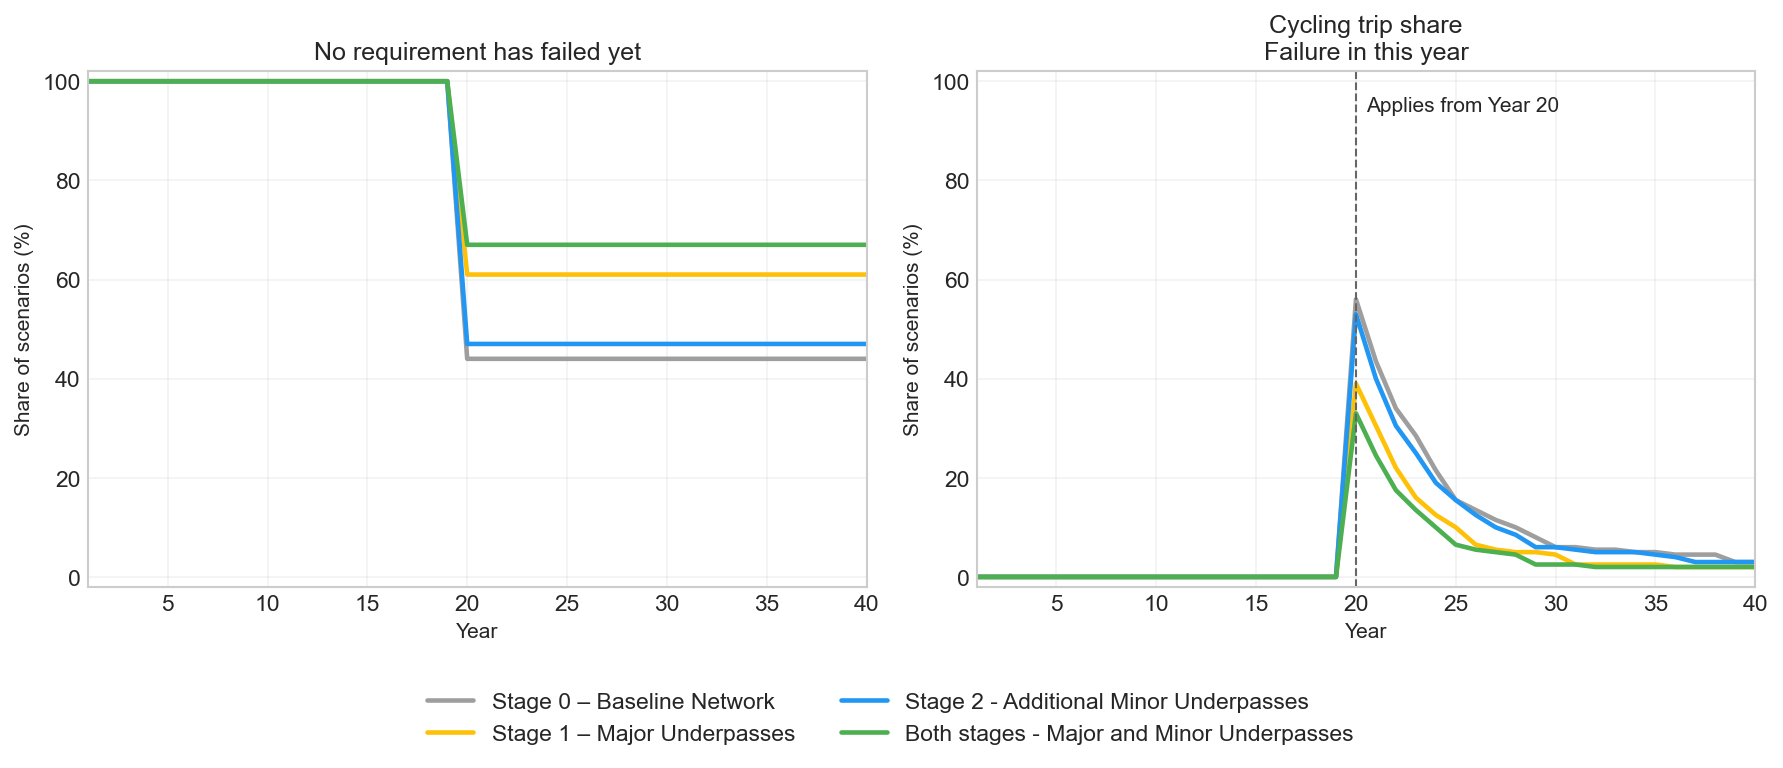 No requirement has failed yet
100
80
60
40
20
0
Share of scenarios (%)
5 10 15 20 25 30 35 40
Year
Cycling trip share
Failure in this year
Applies from Year 20
100
80
60
40
20
0
Share of scenarios (%)
5 10 15 20 25 30 35 40
Year
Stage 0 – Baseline Network
Stage 1 – Major Underpasses
Stage 2 - Additional Minor Underpasses
Both stages - Major and Minor Underpasses